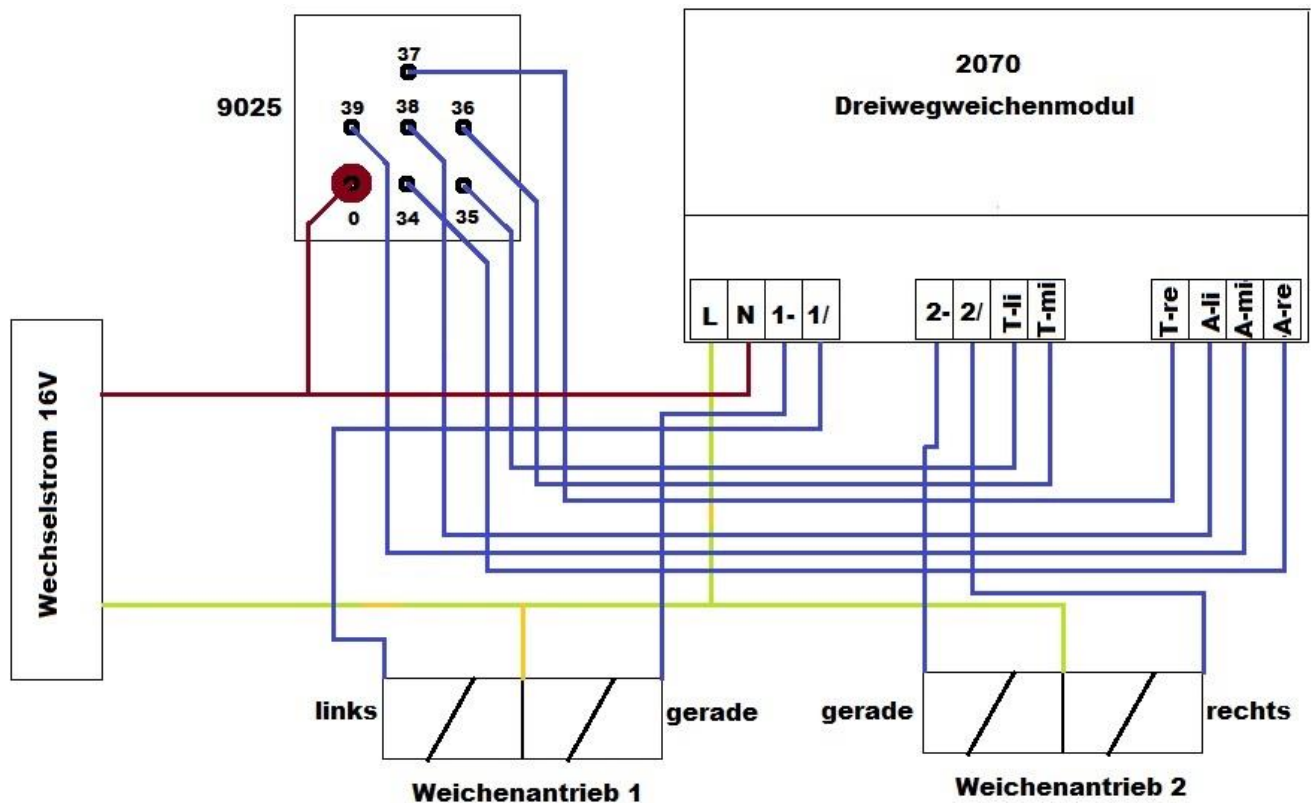 9025
37
39
38
36
0
34
35
2070
Dreiwegweichenmodul
L
N
1-
1/
2-
2/
T-li
T-mi
T-re
A-li
A-mi
A-re
Wechselstrom 16V
links
gerade
gerade
rechts
Weichenantrieb 1
Weichenantrieb 2